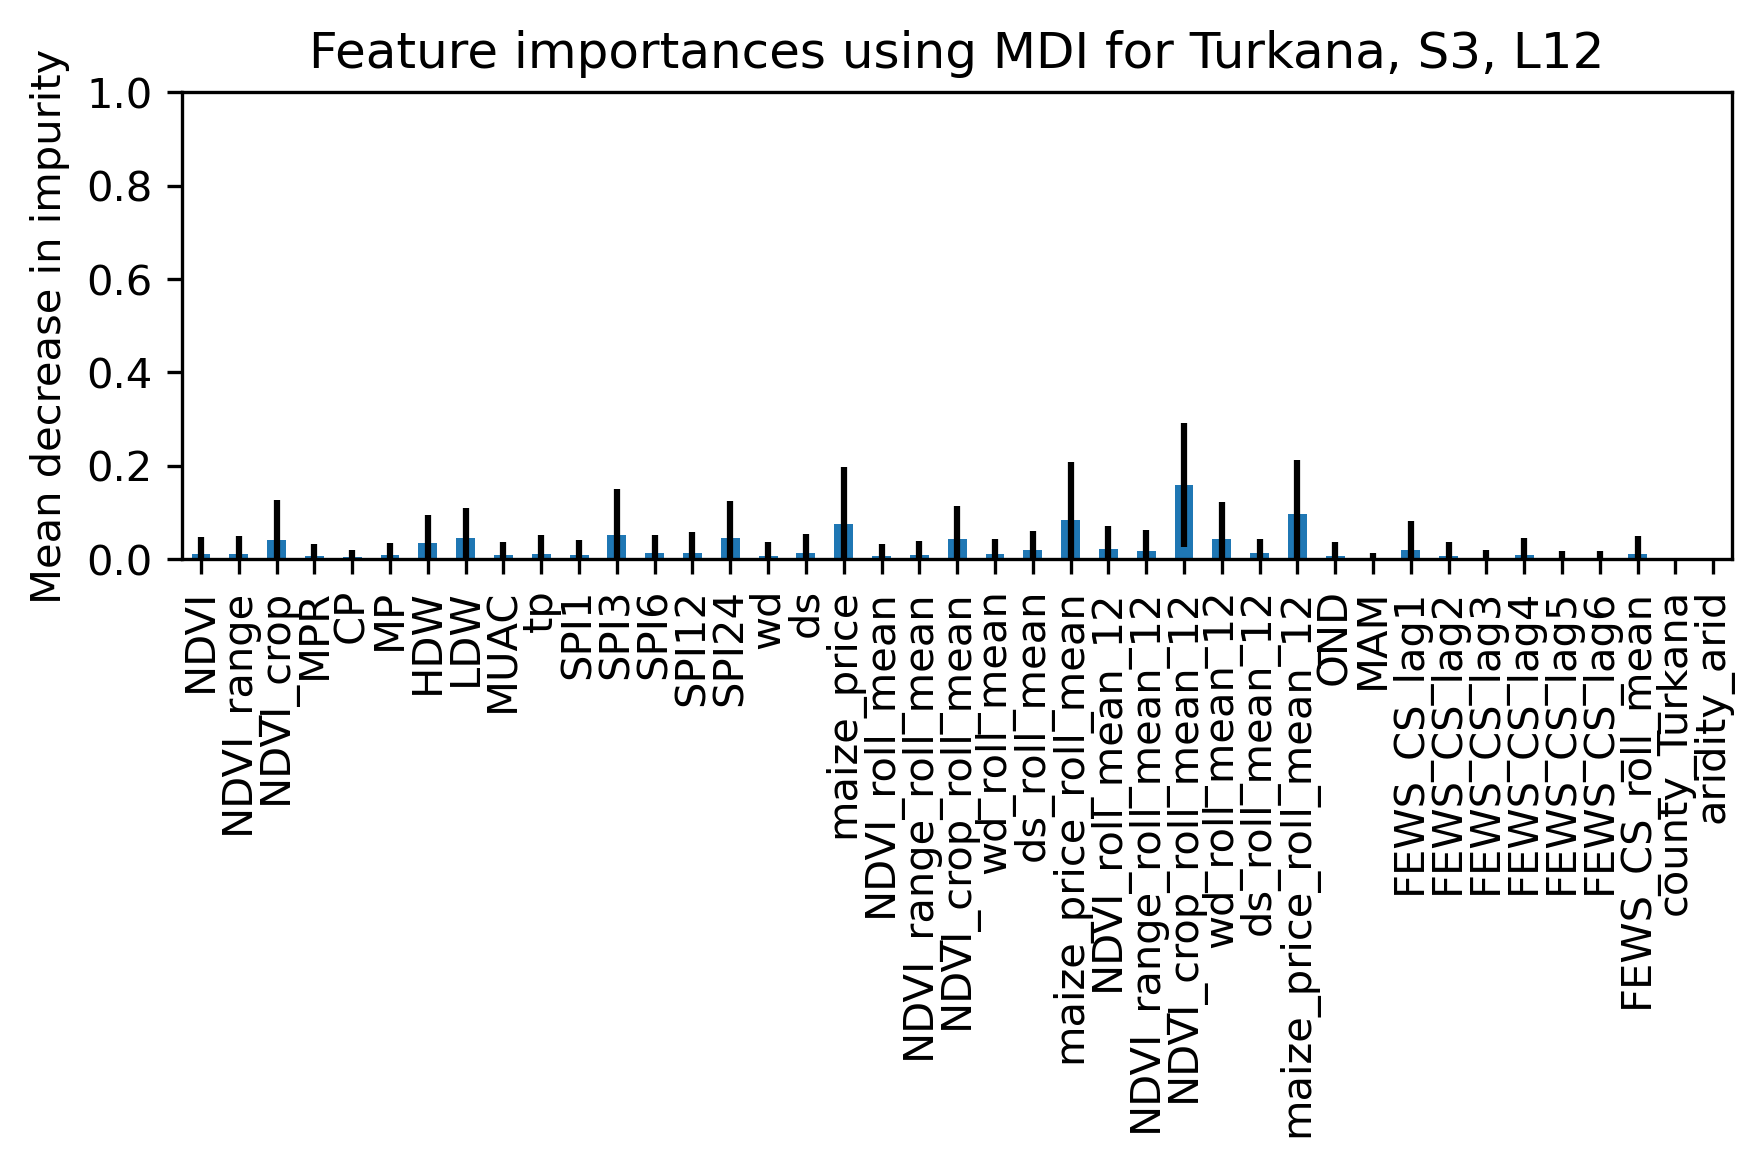 Feature importances using MDI for Turkana, S3, L12
Mean decrease in impurity
1.0
0.8
0.6
0.4
0.2
0.0
NDVI
NDVI_range
NDVI_crop
MPR
CP
MP
HDW
LDW
MUAC
tp
SPI1
SPI3
SPI6
SPI12
SPI24
wd
ds
maize_price
NDVI_roll_mean
NDVI_range_roll_mean
NDVI_crop_roll_mean
wd_roll_mean
ds_roll_mean
maize_price_roll_mean
NDVI_roll_mean_12
NDVI_range_roll_mean_12
NDVI_crop_roll_mean_12
wd_roll_mean_12
ds_roll_mean_12
maize_price_roll_mean_12
OND
MAM
FEWS_CS_lag1
FEWS_CS_lag2
FEWS_CS_lag3
FEWS_CS_lag4
FEWS_CS_lag5
FEWS_CS_lag6
FEWS_CS_roll_mean
county_Turkana
aridity_arid